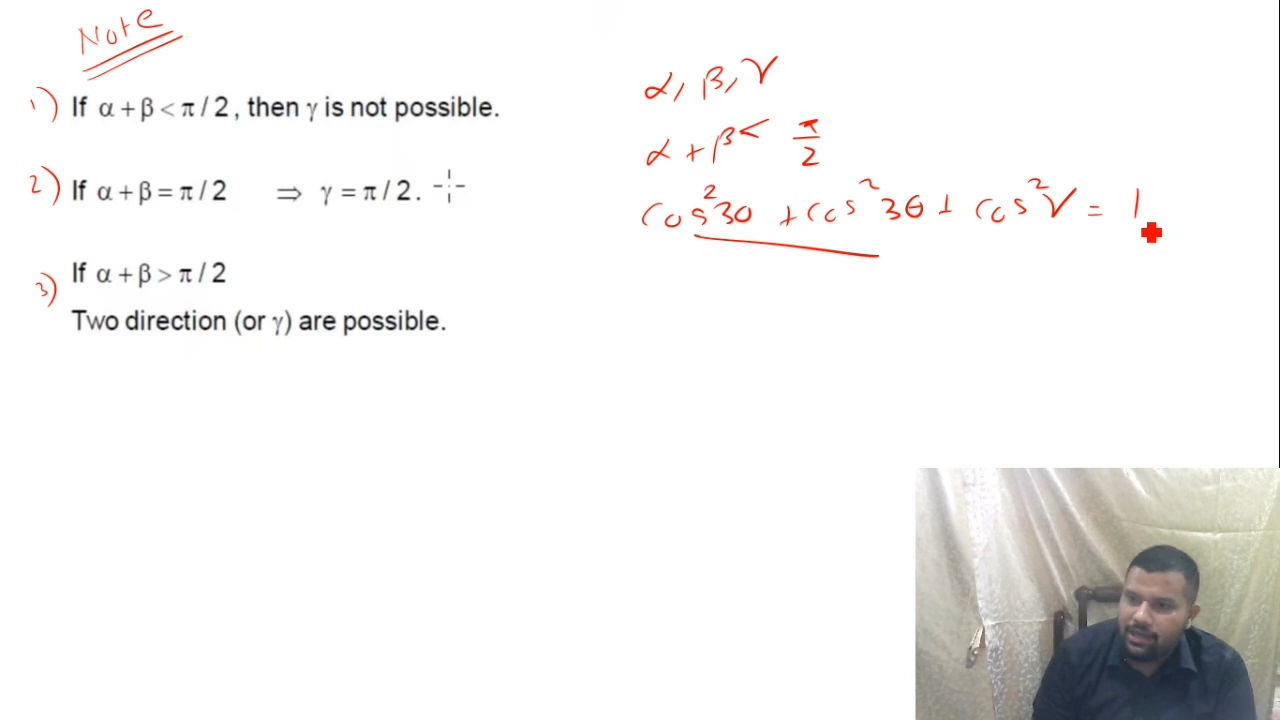 Note
1) If α + β < π / 2, then γ is not possible.
2) If α + β = π / 2 ⇒ γ = π / 2.
3) If α + β > π / 2
Two direction (or γ) are possible.
α, β, γ
α + β < π/2
Cos²30 + Cos²30 + Cos²γ = 1